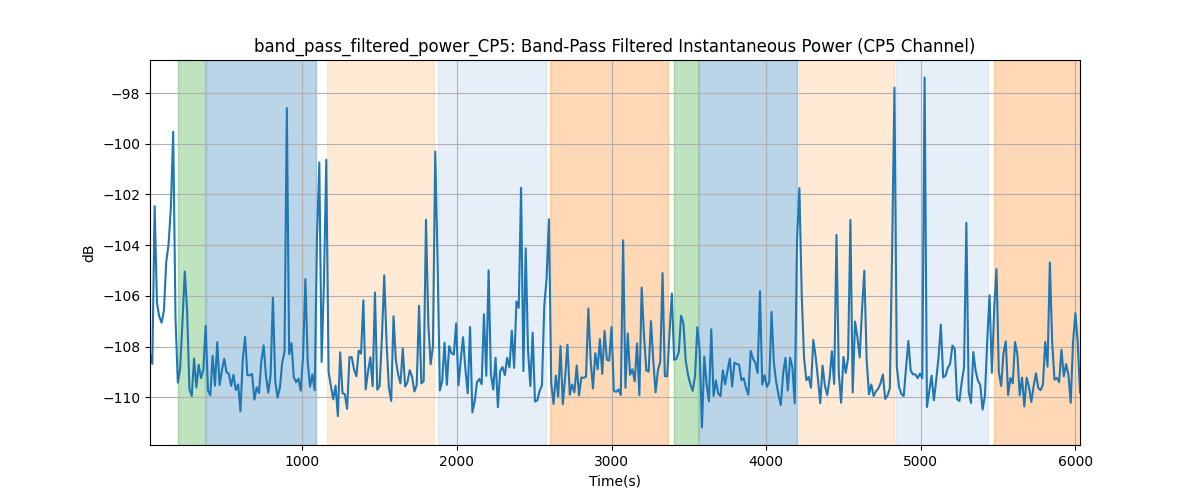 band_pass_filtered_power_CP5: Band-Pass Filtered Instantaneous Power (CP5 Channel)
−98
−100
−102
−104
−106
−108
−110
dB
1000 2000 3000 4000 5000 6000
Time(s)